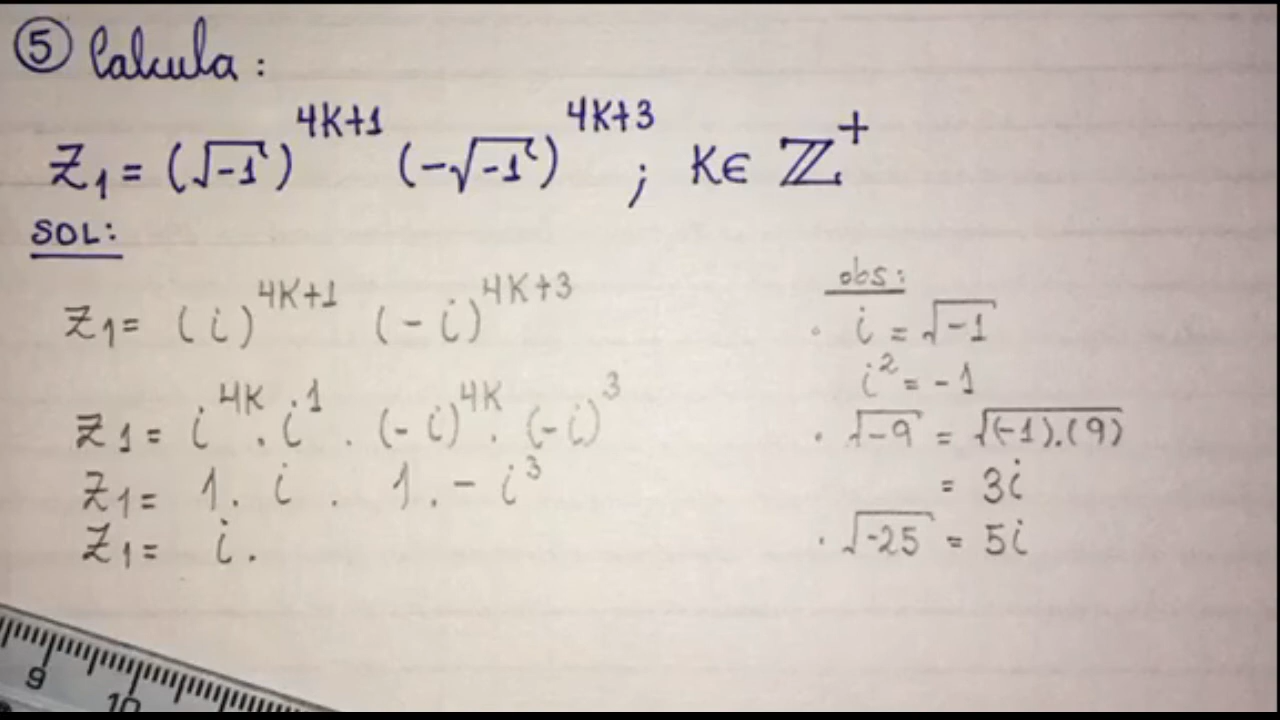 ⑤ Calcula:
Z₁ = (√-1)^(4K+1) (-√-1)^(4K+3) ; K∈ ℤ⁺
SOL:
Z₁ = (i)^(4K+1) (-i)^(4K+3)
Z₁ = i^(4K) . i^1 . (-i)^(4K) . (-i)^3
Z₁ = 1. i 1. - i³
Z₁ = i.
obs:
. i = √-1
i² = -1
. √-9 = √(-1).(9)
= 3i
. √-25 = 5i
9
10